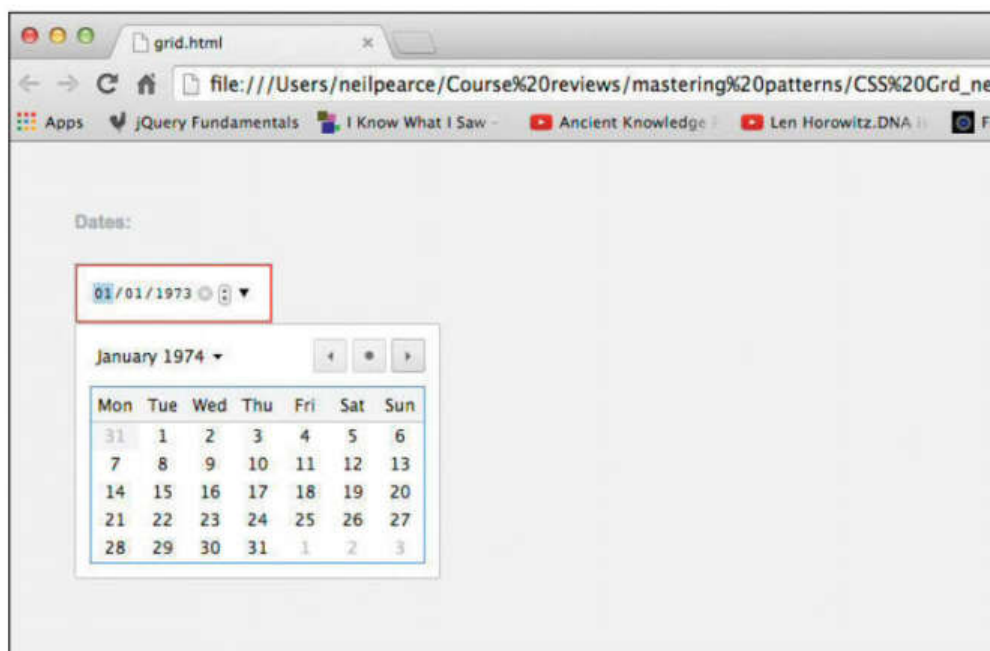 grid.html
file:///Users/neilpearce/Course%20reviews/mastering%20patterns/CSS%20Grd_ne
Apps jQuery Fundamentals I Know What I Saw - Ancient Knowledge Len Horowitz.DNA F
Dates:
01/01/1973
January 1974
Mon Tue Wed Thu Fri Sat Sun
31 1 2 3 4 5 6
7 8 9 10 11 12 13
14 15 16 17 18 19 20
21 22 23 24 25 26 27
28 29 30 31 1 2 3